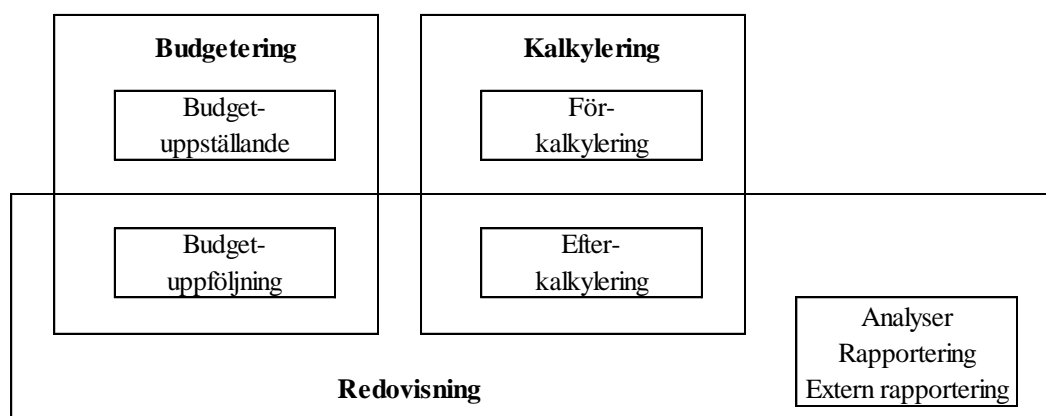 Budgetering
Budget-
uppställande
Kalkylering
För-
kalkylering
Budget-
uppföljning
Efter-
kalkylering
Analyser
Rapportering
Extern rapportering
Redovisning